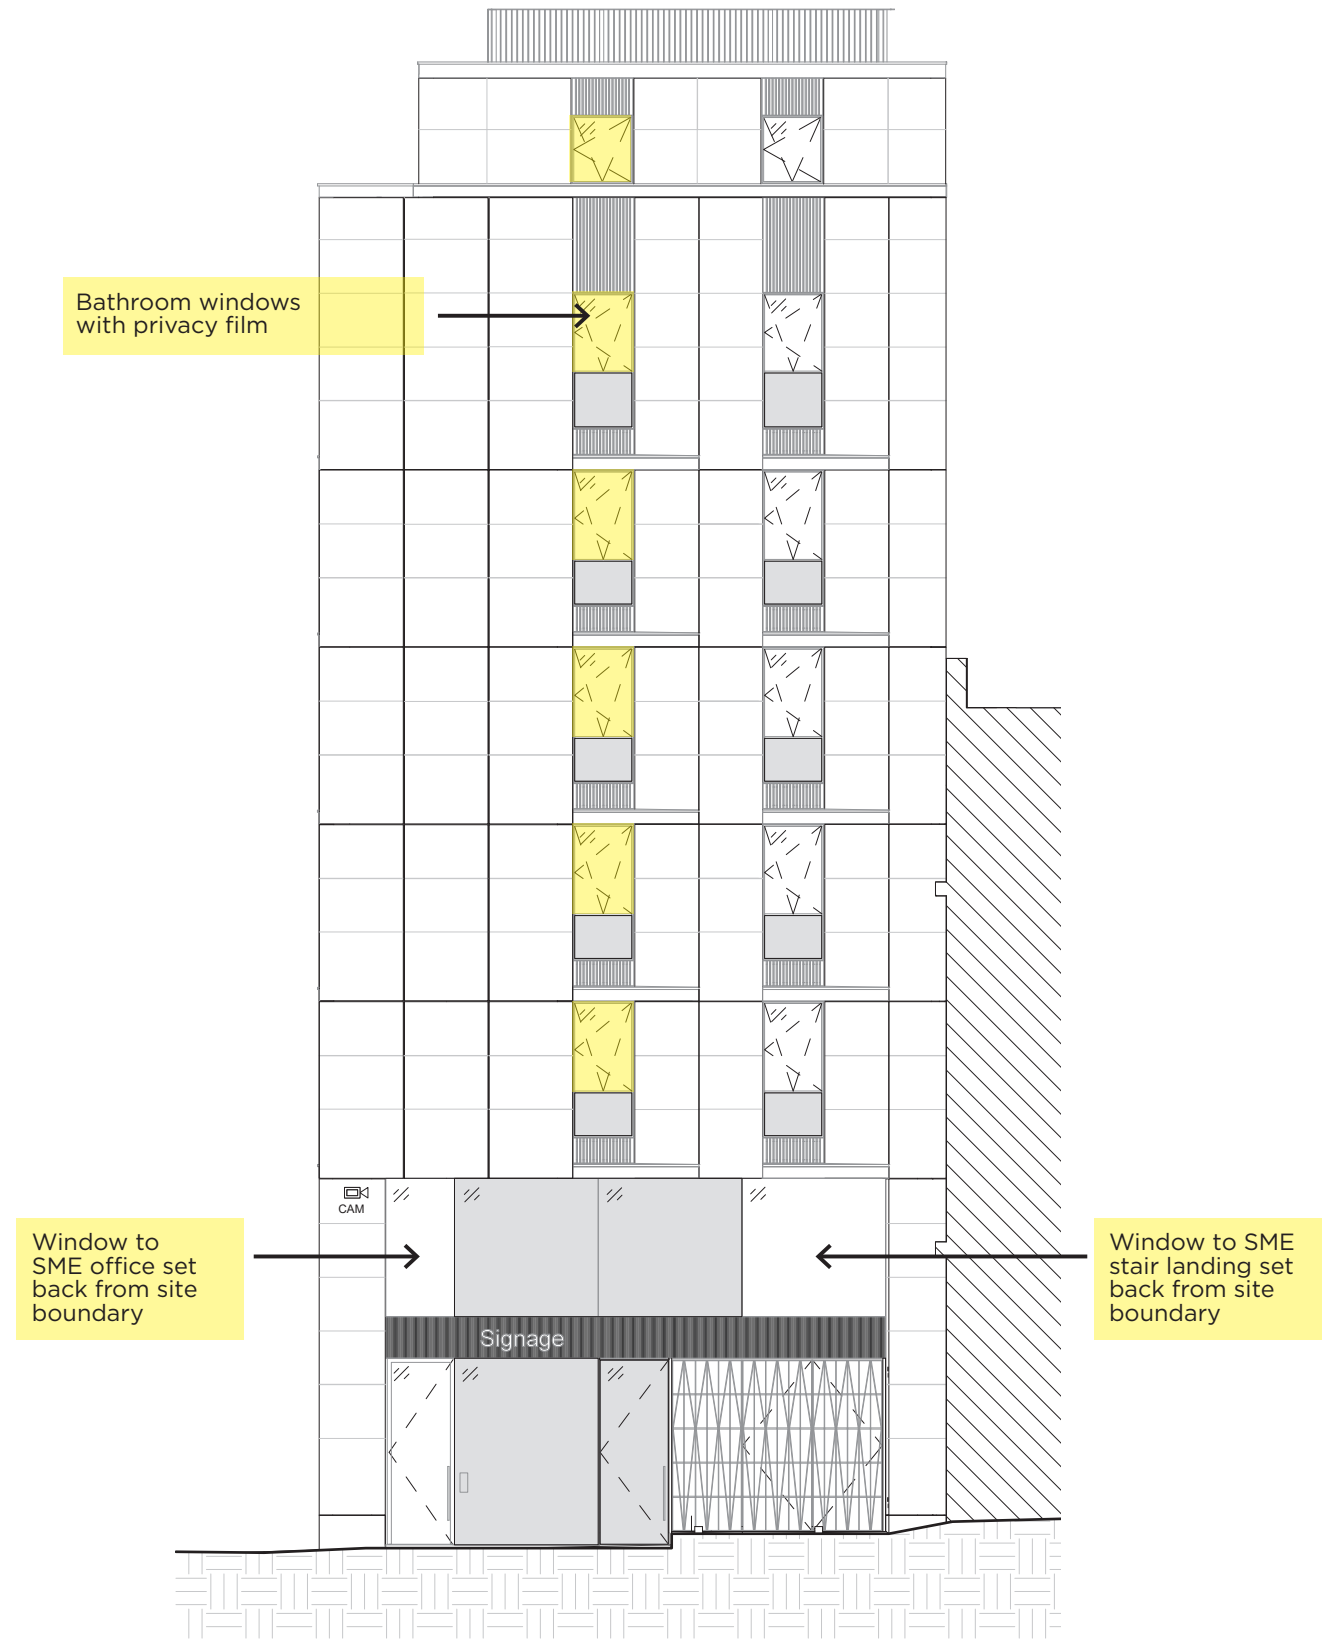 Bathroom windows
with privacy film
CAM
Window to
SME office set
back from site
boundary
Window to SME
stair landing set
back from site
boundary
Signage